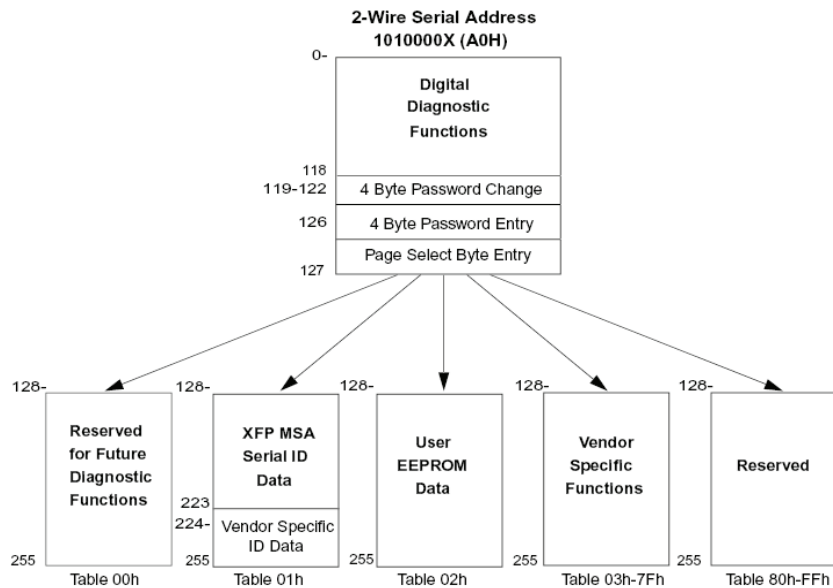 2-Wire Serial Address
1010000X (A0H)
0-
Digital
Diagnostic
Functions
118
119-122
4 Byte Password Change
126
4 Byte Password Entry
Page Select Byte Entry
127
128-
128-
128-
128-
128-
Reserved
for Future
Diagnostic
Functions
255
Table 00h
XFP MSA
Serial ID
Data
223
224-
Vendor Specific
ID Data
255
Table 01h
User
EEPROM
Data
255
Table 02h
Vendor
Specific
Functions
255
Table 03h-7Fh
Reserved
255
Table 80h-FFh